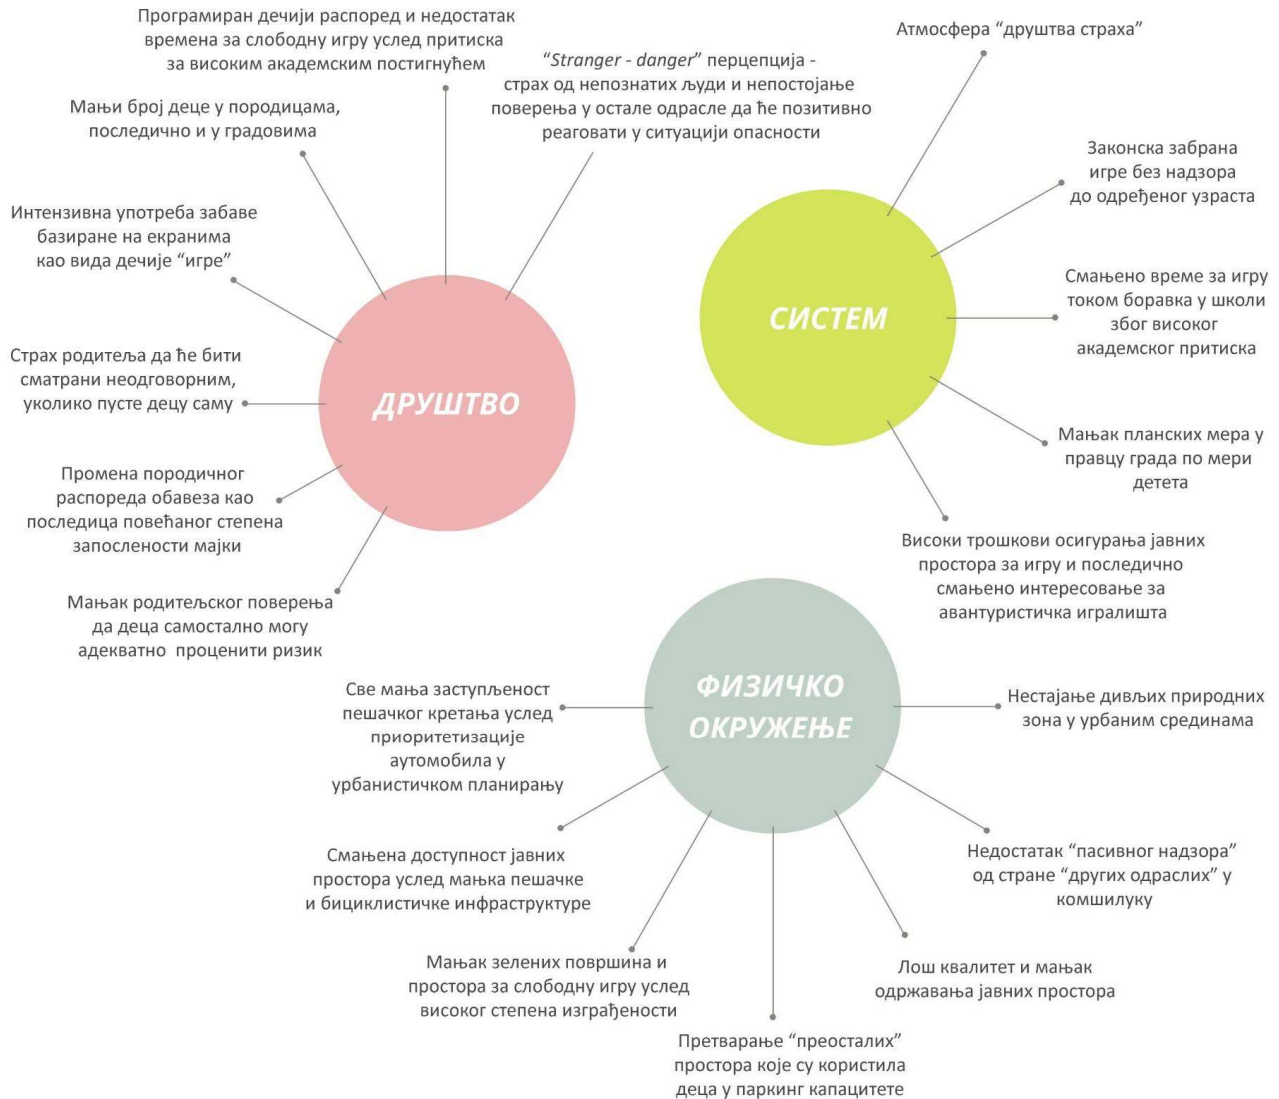 Програмиран дечији распоред и недостатак
времена за слободну игру услед притиска
за високим академским постигнућем
“Stranger - danger” перцепција -
страх од непознатих људи и непостојање
поверења у остале одрасле да ће позитивно
реаговати у ситуацији опасности
Мањи број деце у породицама,
последично и у градовима
Интензивна употреба забаве
базиране на екранима
као вида дечије “игре”
Страх родитеља да ће бити
сматрани неодговорним,
уколико пусте децу саму
ДРУШТВО
Промена породичног
распореда обавеза као
последица повећаног степена
запослености мајки
Мањак родитељског поверења
да деца самостално могу
адекватно проценити ризик
Атмосфера “друштва страха”
Законска забрана
игре без надзора
до одређеног узраста
СИСТЕМ
Смањено време за игру
током боравка у школи
због високог
академског притиска
Мањак планских мера у
правцу града по мери
детета
Високи трошкови осигурања јавних
простора за игру и последично
смањено интересовање за
авантуристичка игралишта
ФИЗИЧКО
ОКРУЖЕЊЕ
Све мања заступљеност
пешачког кретања услед
приоритетизације
аутомобила у
урбанистичком планирању
Нестајање дивљих природних
зона у урбаним срединама
Смањена доступност јавних
простора услед мањка пешачке
и бициклистичке инфраструктуре
Недостатак “пасивног надзора”
од стране “других одраслих” у
комшилуку
Мањак зелених површина и
простора за слободну игру услед
високог степена изграђености
Лош квалитет и мањак
одржавања јавних простора
Претварање “преосталих”
простора које су користила
деца у паркинг капацитете